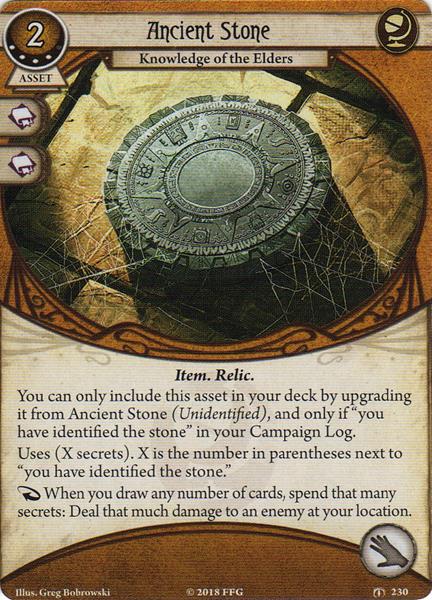 2
Ancient Stone
Knowledge of the Elders
ASSET
Item. Relic.
You can only include this asset in your deck by upgrading
it from Ancient Stone (Unidentified), and only if “you
have identified the stone” in your Campaign Log.
Uses (X secrets). X is the number in parentheses next to
“you have identified the stone.”
When you draw any number of cards, spend that many
secrets: Deal that much damage to an enemy at your location.
Illus. Greg Bobrowski
© 2018 FFG
230